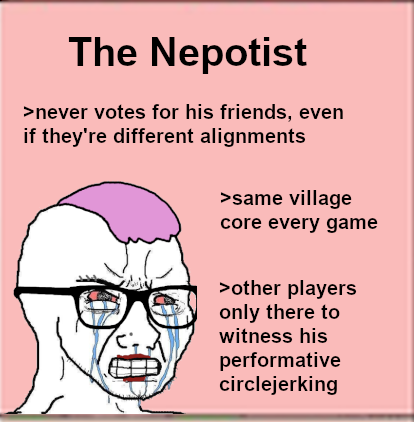 The Nepotist
>never votes for his friends, even
if they're different alignments
>same village
core every game
>other players
only there to
witness his
performative
circlejerking